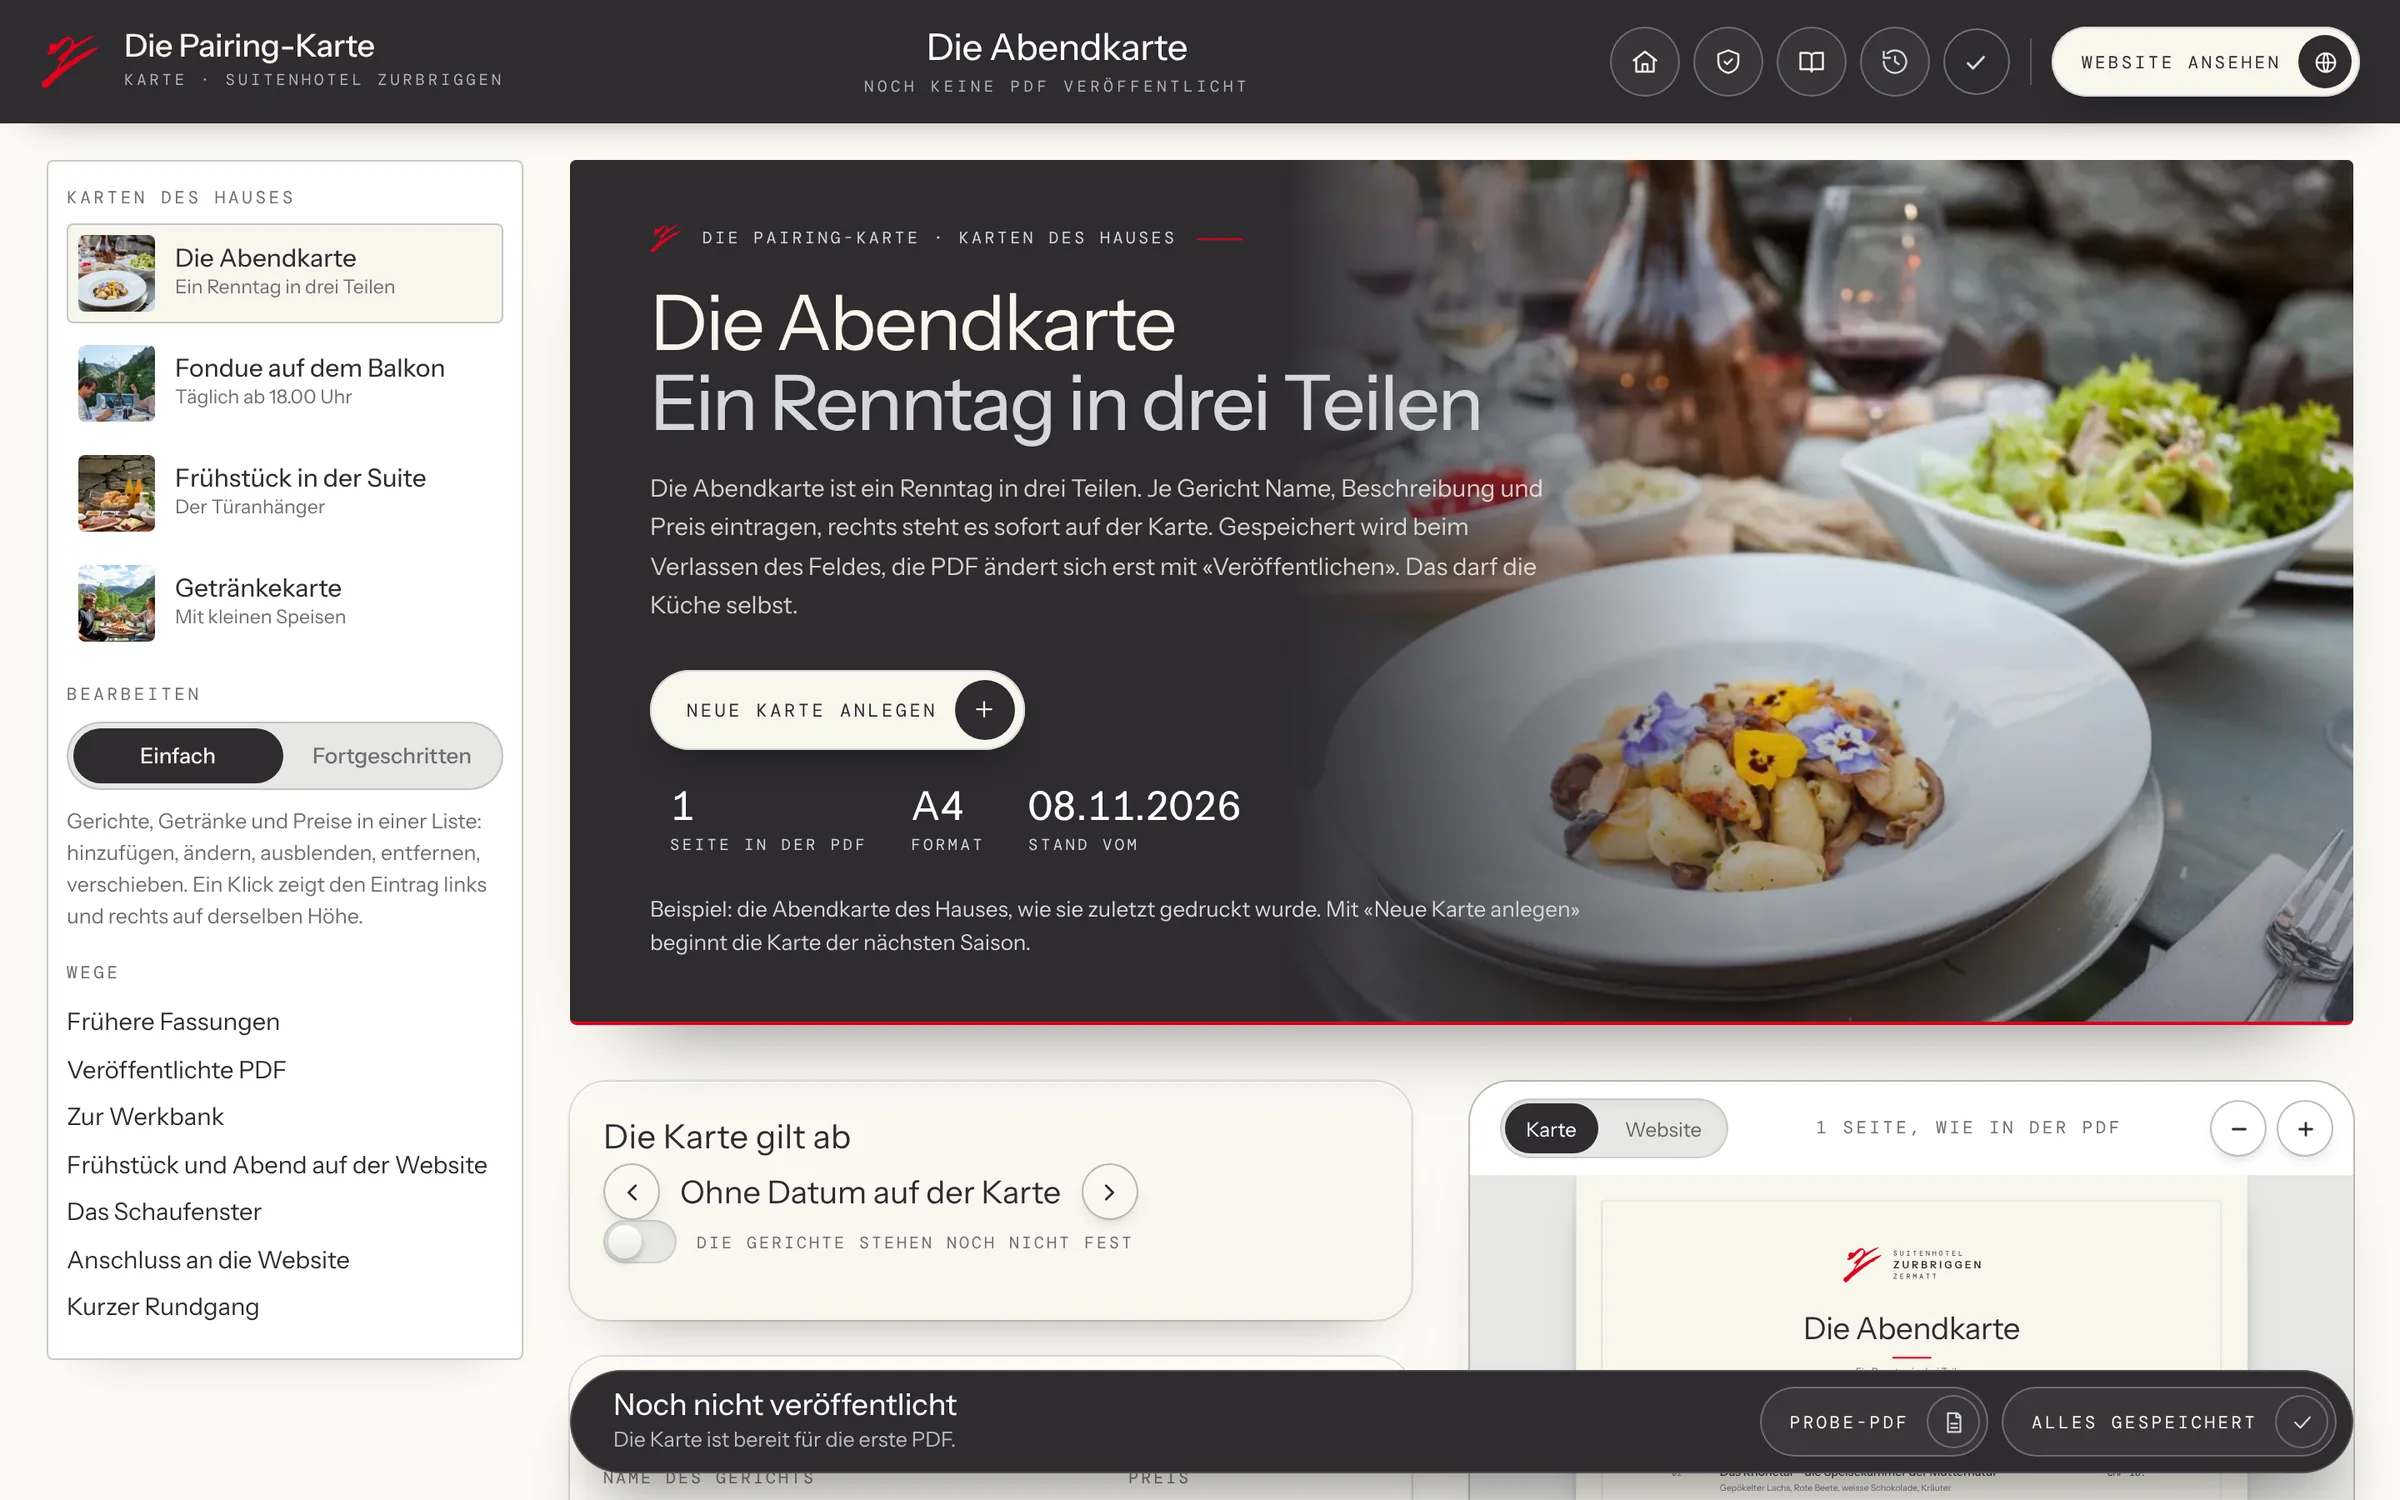 Die Pairing-Karte
KARTE · SUITENHOTEL ZURBRIGGEN
Die Abendkarte
NOCH KEINE PDF VERÖFFENTLICHT
WEBSITE ANSEHEN
KARTEN DES HAUSES
Die Abendkarte
Ein Renntag in drei Teilen
Fondue auf dem Balkon
Täglich ab 18.00 Uhr
Frühstück in der Suite
Der Türanhänger
Getränkekarte
Mit kleinen Speisen
BEARBEITEN
Einfach
Fortgeschritten
Gerichte, Getränke und Preise in einer Liste:
hinzufügen, ändern, ausblenden, entfernen,
verschieben. Ein Klick zeigt den Eintrag links
und rechts auf derselben Höhe.
WEGE
Frühere Fassungen
Veröffentlichte PDF
Zur Werkbank
Frühstück und Abend auf der Website
Das Schaufenster
Anschluss an die Website
Kurzer Rundgang
DIE PAIRING-KARTE · KARTEN DES HAUSES
Die Abendkarte
Ein Renntag in drei Teilen
Die Abendkarte ist ein Renntag in drei Teilen. Je Gericht Name, Beschreibung und
Preis eintragen, rechts steht es sofort auf der Karte. Gespeichert wird beim
Verlassen des Feldes, die PDF ändert sich erst mit «Veröffentlichen». Das darf die
Küche selbst.
NEUE KARTE ANLEGEN
1
SEITE IN DER PDF
A4
FORMAT
08.11.2026
STAND VOM
Beispiel: die Abendkarte des Hauses, wie sie zuletzt gedruckt wurde. Mit «Neue Karte anlegen»
beginnt die Karte der nächsten Saison.
Die Karte gilt ab
Ohne Datum auf der Karte
DIE GERICHTE STEHEN NOCH NICHT FEST
Karte
Website
1 SEITE, WIE IN DER PDF
SUITENHOTEL
ZURBRIGGEN
ZERMATT
Die Abendkarte
Noch nicht veröffentlicht
Die Karte ist bereit für die erste PDF.
PROBE-PDF
ALLES GESPEICHERT
NAME DES GERICHTS
PREIS
Gepökelter Lachs, Rote Beete, weisse Schokolade, Kräuter